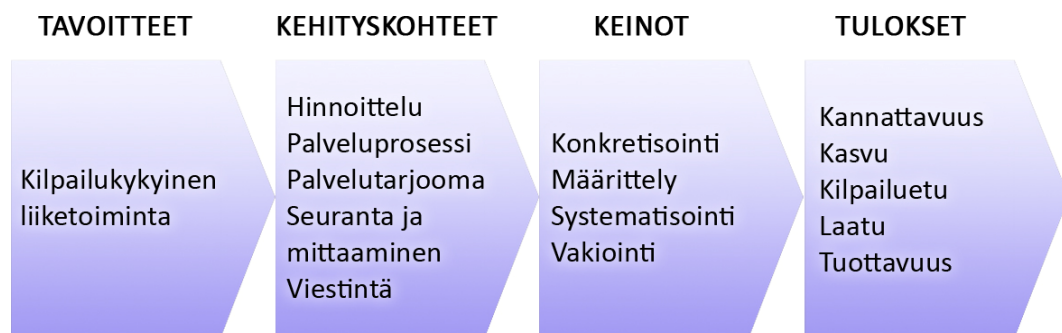 TAVOITTEET
Kilpailukykyinen
liiketoiminta
KEHITYSKOHTEET
Hinnoittelu
Palveluprosessi
Palvelutarjooma
Seuranta ja
mittaaminen
Viestintä
KEINOT
Konkretisointi
Määrittely
Systematisointi
Vakiointi
TULOKSET
Kannattavuus
Kasvu
Kilpailuetu
Laatu
Tuottavuus